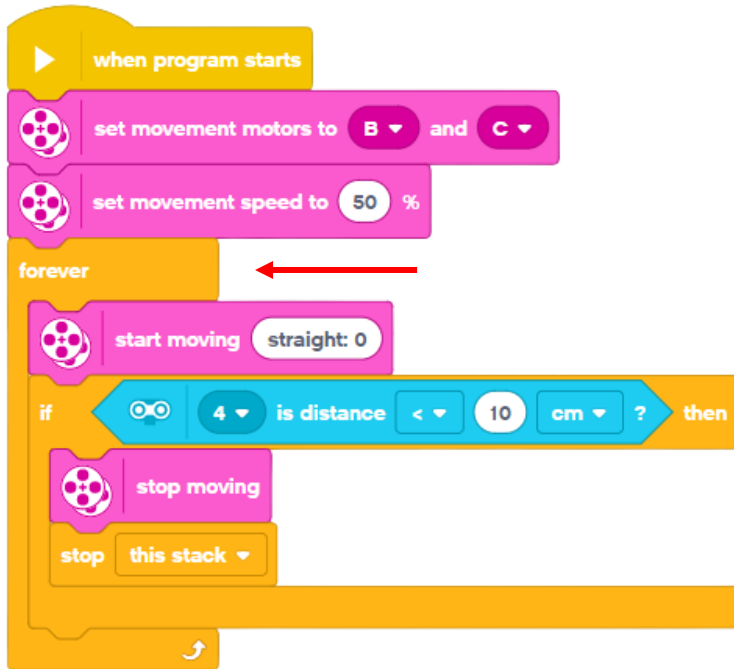 when program starts
set movement motors to B and C
set movement speed to 50 %
forever
start moving straight: 0
if 4 is distance < 10 cm ? then
stop moving
stop this stack